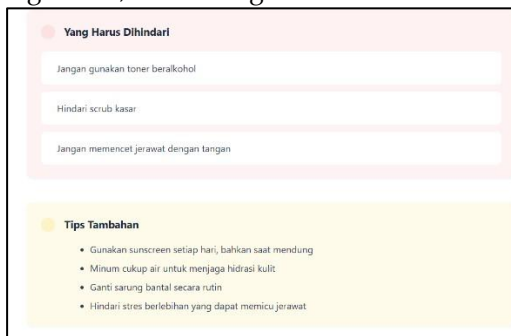 Yang Harus Dihindari
Jangan gunakan toner beralkohol
Hindari scrub kasar
Jangan memencet jerawat dengan tangan
Tips Tambahan
• Gunakan sunscreen setiap hari, bahkan saat mendung
• Minum cukup air untuk menjaga hidrasi kulit
• Ganti sarung bantal secara rutin
• Hindari stres berlebihan yang dapat memicu jerawat